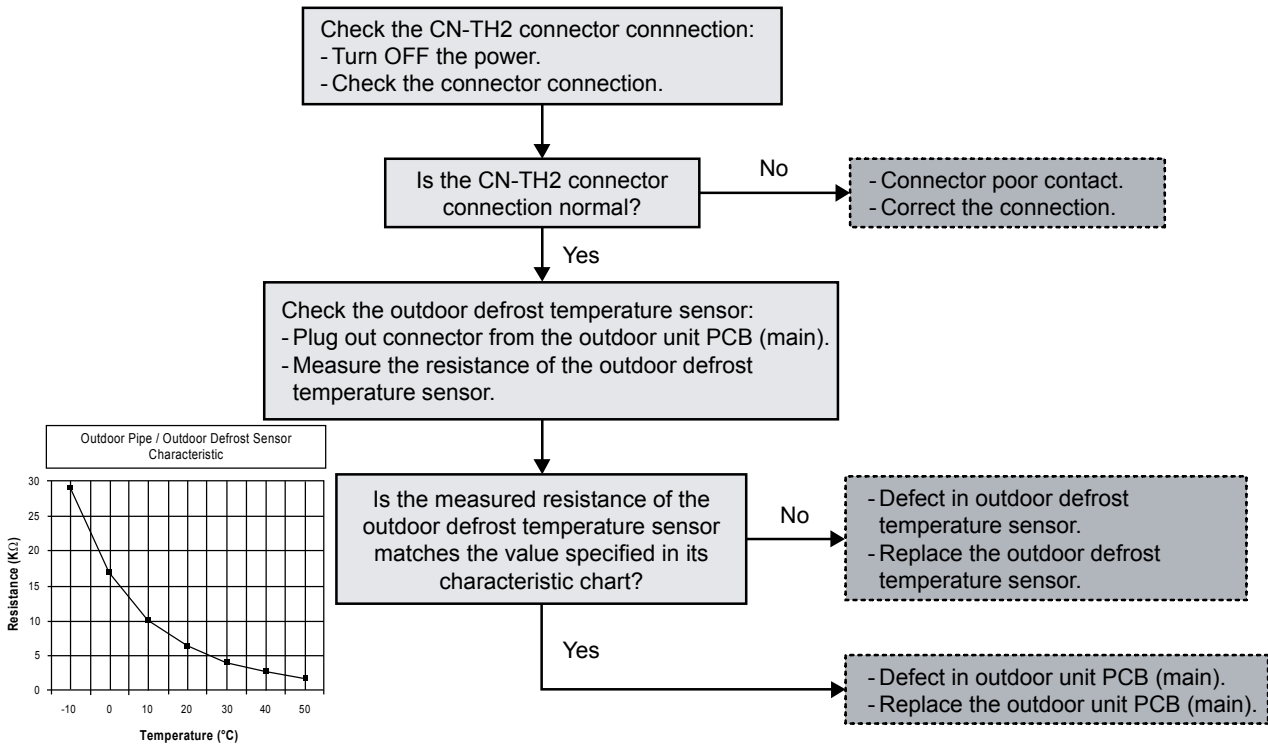 Check the CN-TH2 connector connnection:
- Turn OFF the power.
- Check the connector connection.
Is the CN-TH2 connector
connection normal?
No
- Connector poor contact.
- Correct the connection.
Yes
Check the outdoor defrost temperature sensor:
- Plug out connector from the outdoor unit PCB (main).
- Measure the resistance of the outdoor defrost
temperature sensor.
Outdoor Pipe / Outdoor Defrost Sensor
Characteristic
Resistance (KΩ)
30
25
20
15
10
5
0
-10 0 10 20 30 40 50
Temperature (°C)
Is the measured resistance of the
outdoor defrost temperature sensor
matches the value specified in its
characteristic chart?
No
- Defect in outdoor defrost
temperature sensor.
- Replace the outdoor defrost
temperature sensor.
Yes
- Defect in outdoor unit PCB (main).
- Replace the outdoor unit PCB (main).